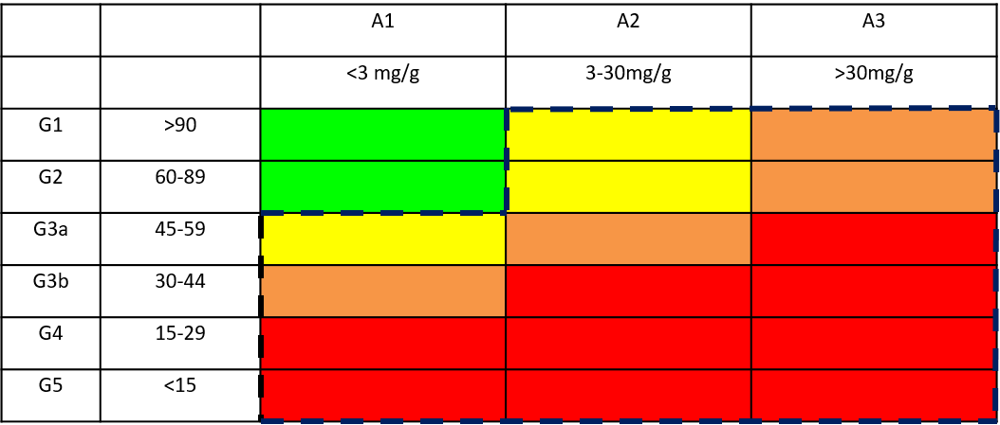 A1 A2 A3
<3 mg/g 3-30mg/g >30mg/g
G1 >90
G2 60-89
G3a 45-59
G3b 30-44
G4 15-29
G5 <15